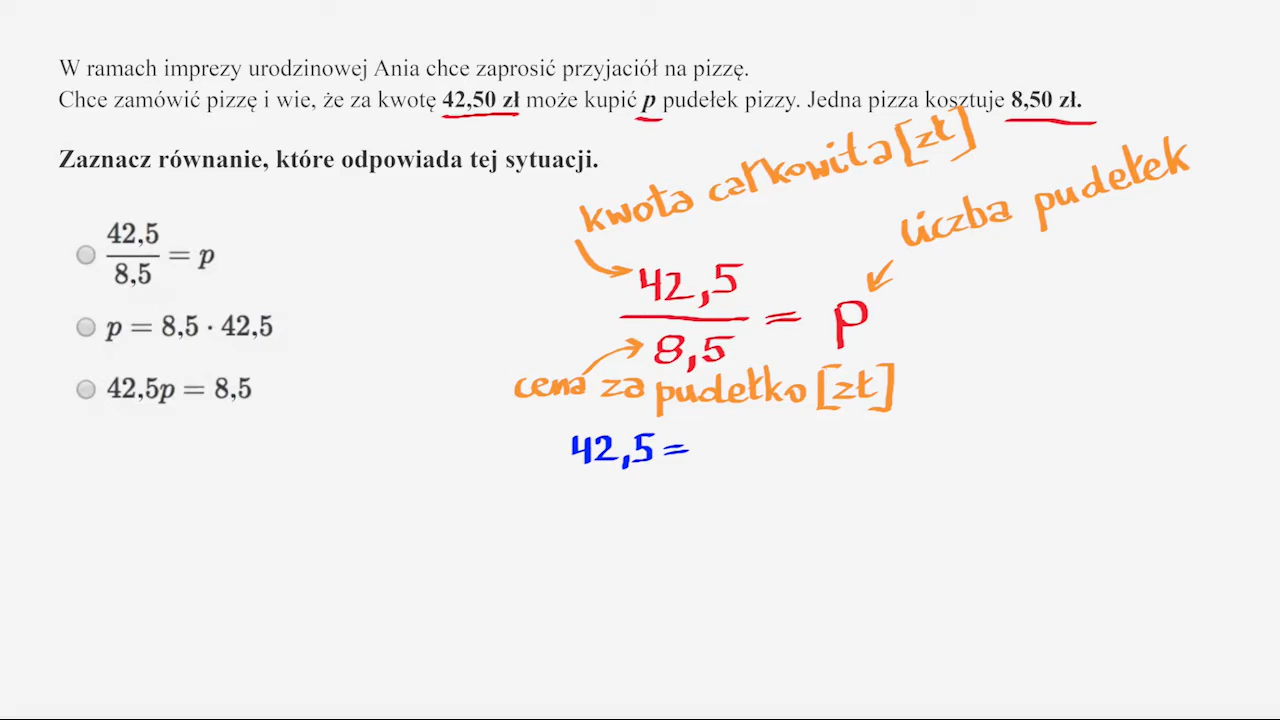 W ramach imprezy urodzinowej Ania chce zaprosić przyjaciół na pizzę.
Chce zamówić pizzę i wie, że za kwotę 42,50 zł może kupić p pudełek pizzy. Jedna pizza kosztuje 8,50 zł.
Zaznacz równanie, które odpowiada tej sytuacji.
42,5
8,5
= p
p = 8,5 · 42,5
42,5p = 8,5
kwota całkowita [zł]
liczba pudełek
42,5
8,5
= p
cena za pudełko [zł]
42,5 =